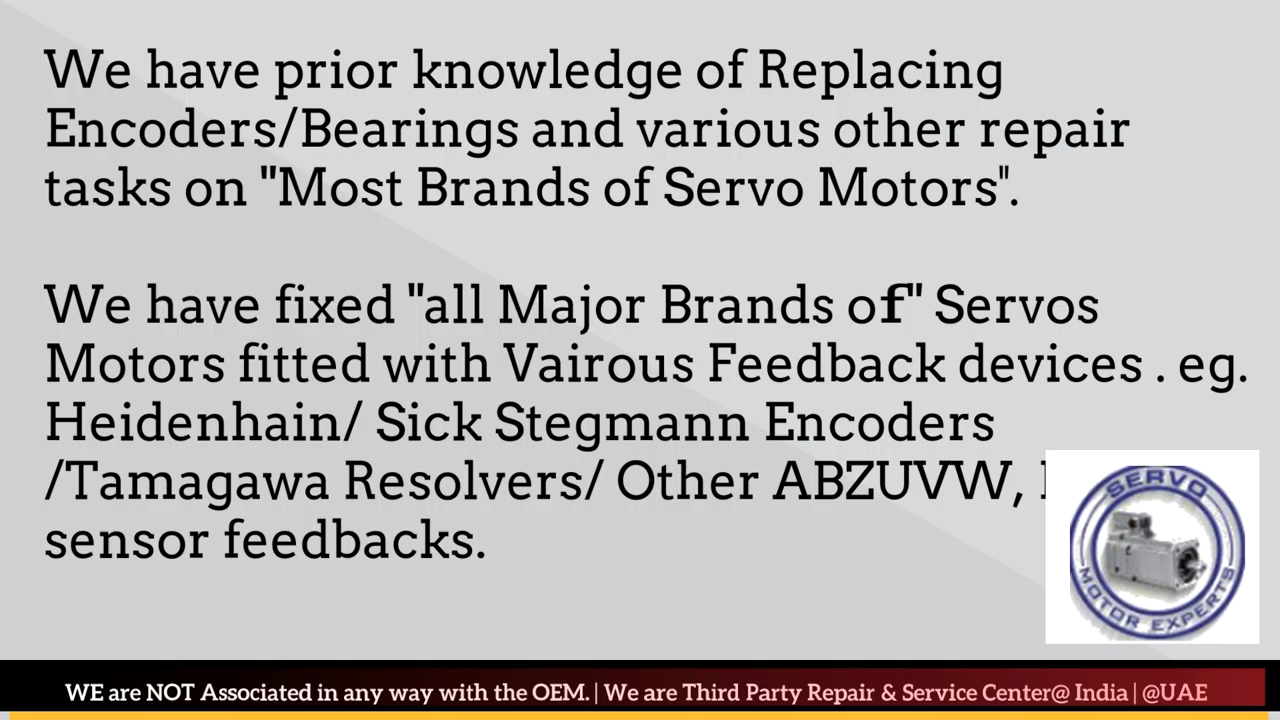 We have prior knowledge of Replacing
Encoders/Bearings and various other repair
tasks on "Most Brands of Servo Motors".
We have fixed "all Major Brands of" Servos
Motors fitted with Vairous Feedback devices . eg.
Heidenhain/ Sick Stegmann Encoders
/Tamagawa Resolvers/ Other ABZUVW,
sensor feedbacks.
SERVO
MOTOR EXPERTS
WE are NOT Associated in any way with the OEM. | We are Third Party Repair & Service Center@ India | @UAE